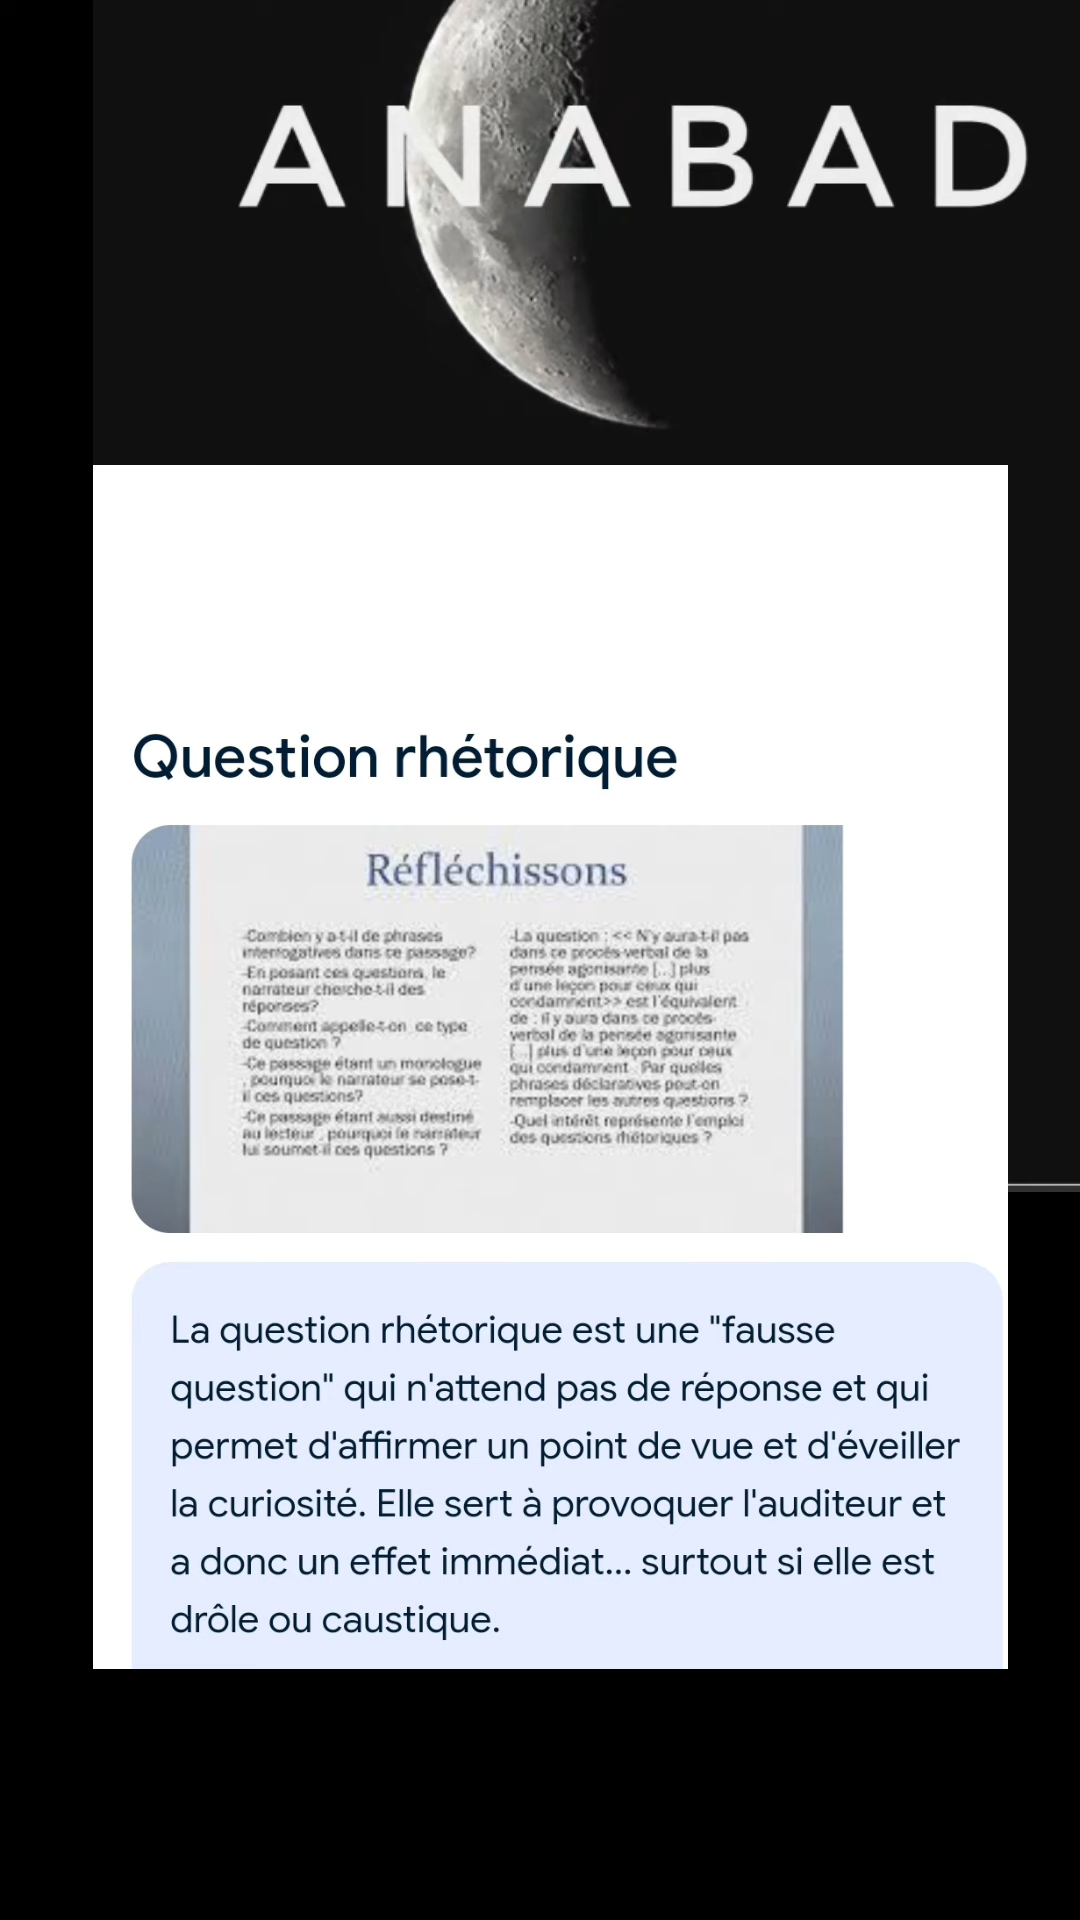 ANABAD
Question rhétorique
Réfléchissons
-Combien y a-t-il de phrases
interrogatives dans ce passage?
-En posant ces questions, le
narrateur cherche-t-il des
réponses?
-Comment appelle-t-on ce type
de question ?
-Ce passage étant un monologue
, pourquoi le narrateur se pose-t-
il ces questions?
-Ce passage étant aussi destiné
au lecteur , pourquoi le narrateur
lui soumet-il ces questions ?
-La question : << N'y aura-t-il pas
dans ce procès-verbal de la
pensée agonisante [...] plus
d'une leçon pour ceux qui
condamnent>> est l'équivalent
de : il y aura dans ce procès-
verbal de la pensée agonisante
[...] plus d'une leçon pour ceux
qui condamnent . Par quelles
phrases déclaratives peut-on
remplacer les autres questions ?
-Quel intérêt représente l'emploi
des questions rhétoriques ?
La question rhétorique est une "fausse
question" qui n'attend pas de réponse et qui
permet d'affirmer un point de vue et d'éveiller
la curiosité. Elle sert à provoquer l'auditeur et
a donc un effet immédiat... surtout si elle est
drôle ou caustique.